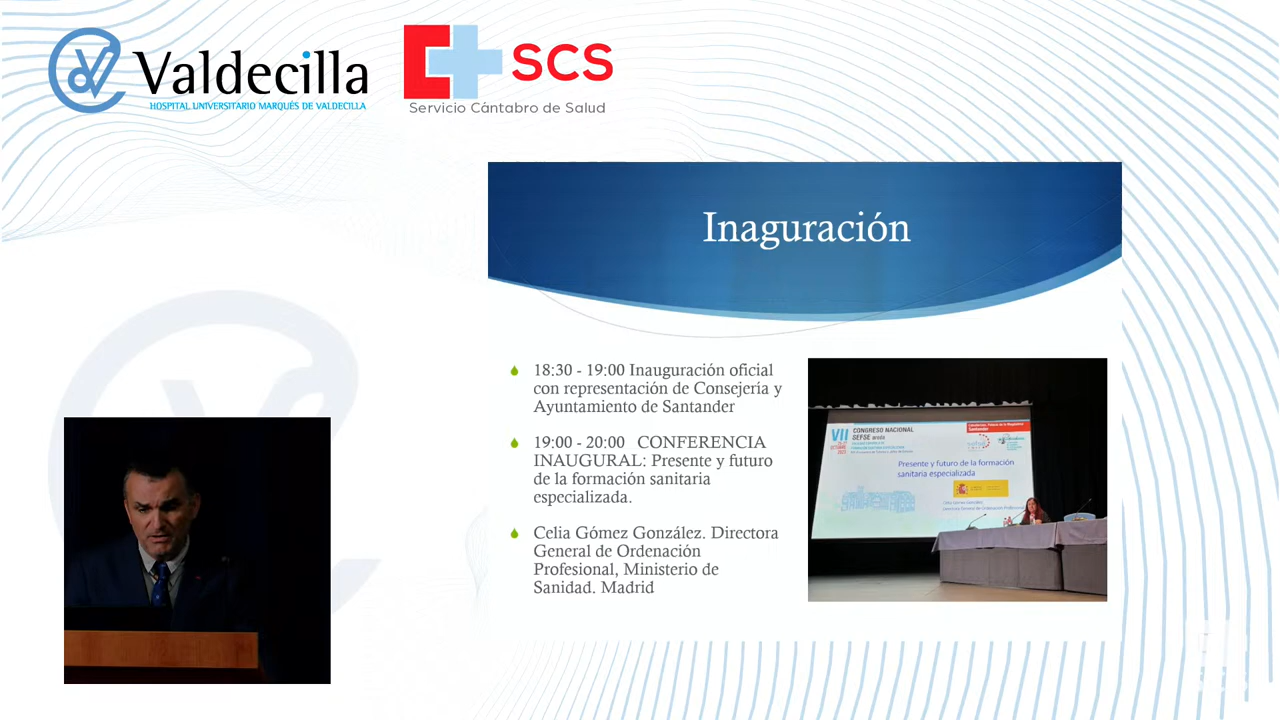 Valdecilla
HOSPITAL UNIVERSITARIO MARQUÉS DE VALDECILLA
SCS
Servicio Cántabro de Salud
Inaguración
18:30 - 19:00 Inauguración oficial
con representación de Consejería y
Ayuntamiento de Santander
19:00 - 20:00 CONFERENCIA
INAUGURAL: Presente y futuro
de la formación sanitaria
especializada.
Celia Gómez González. Directora
General de Ordenación
Profesional, Ministerio de
Sanidad. Madrid
VII
CONGRESO NACIONAL
SEFSE
Santander
Presente y futuro de la formación
sanitaria especializada